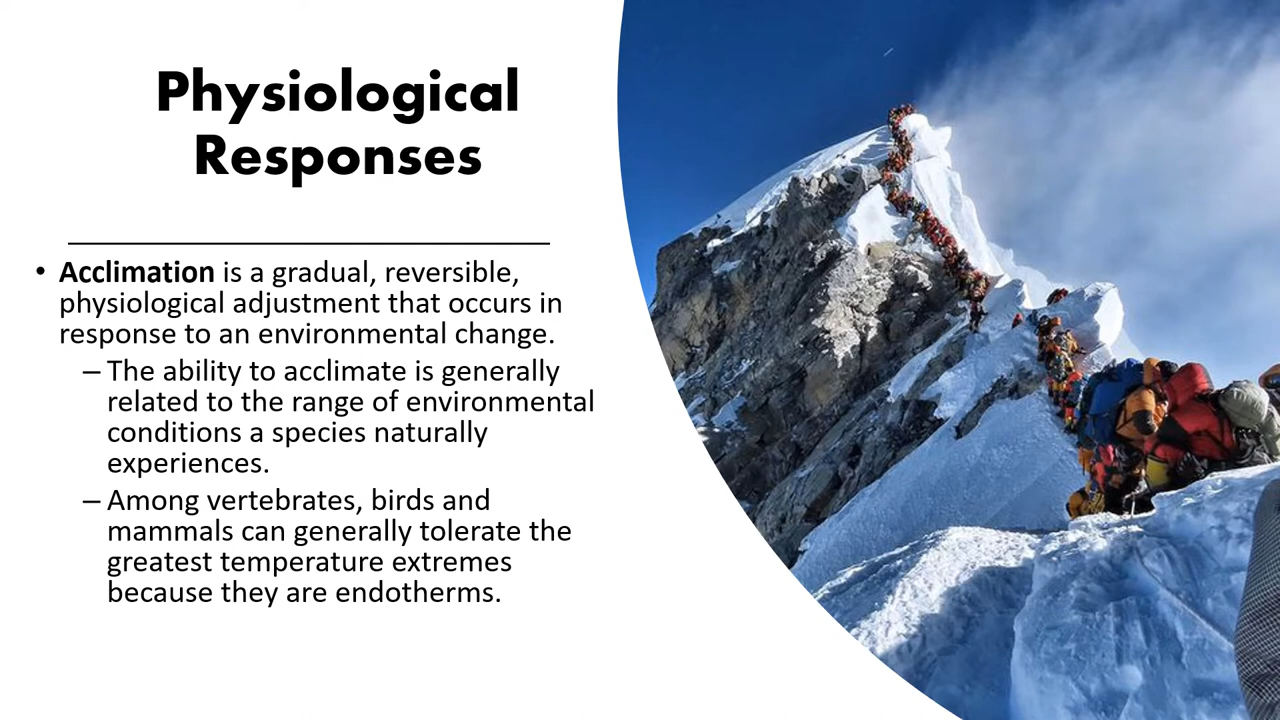 Physiological
Responses
• Acclimation is a gradual, reversible,
physiological adjustment that occurs in
response to an environmental change.
– The ability to acclimate is generally
related to the range of environmental
conditions a species naturally
experiences.
– Among vertebrates, birds and
mammals can generally tolerate the
greatest temperature extremes
because they are endotherms.